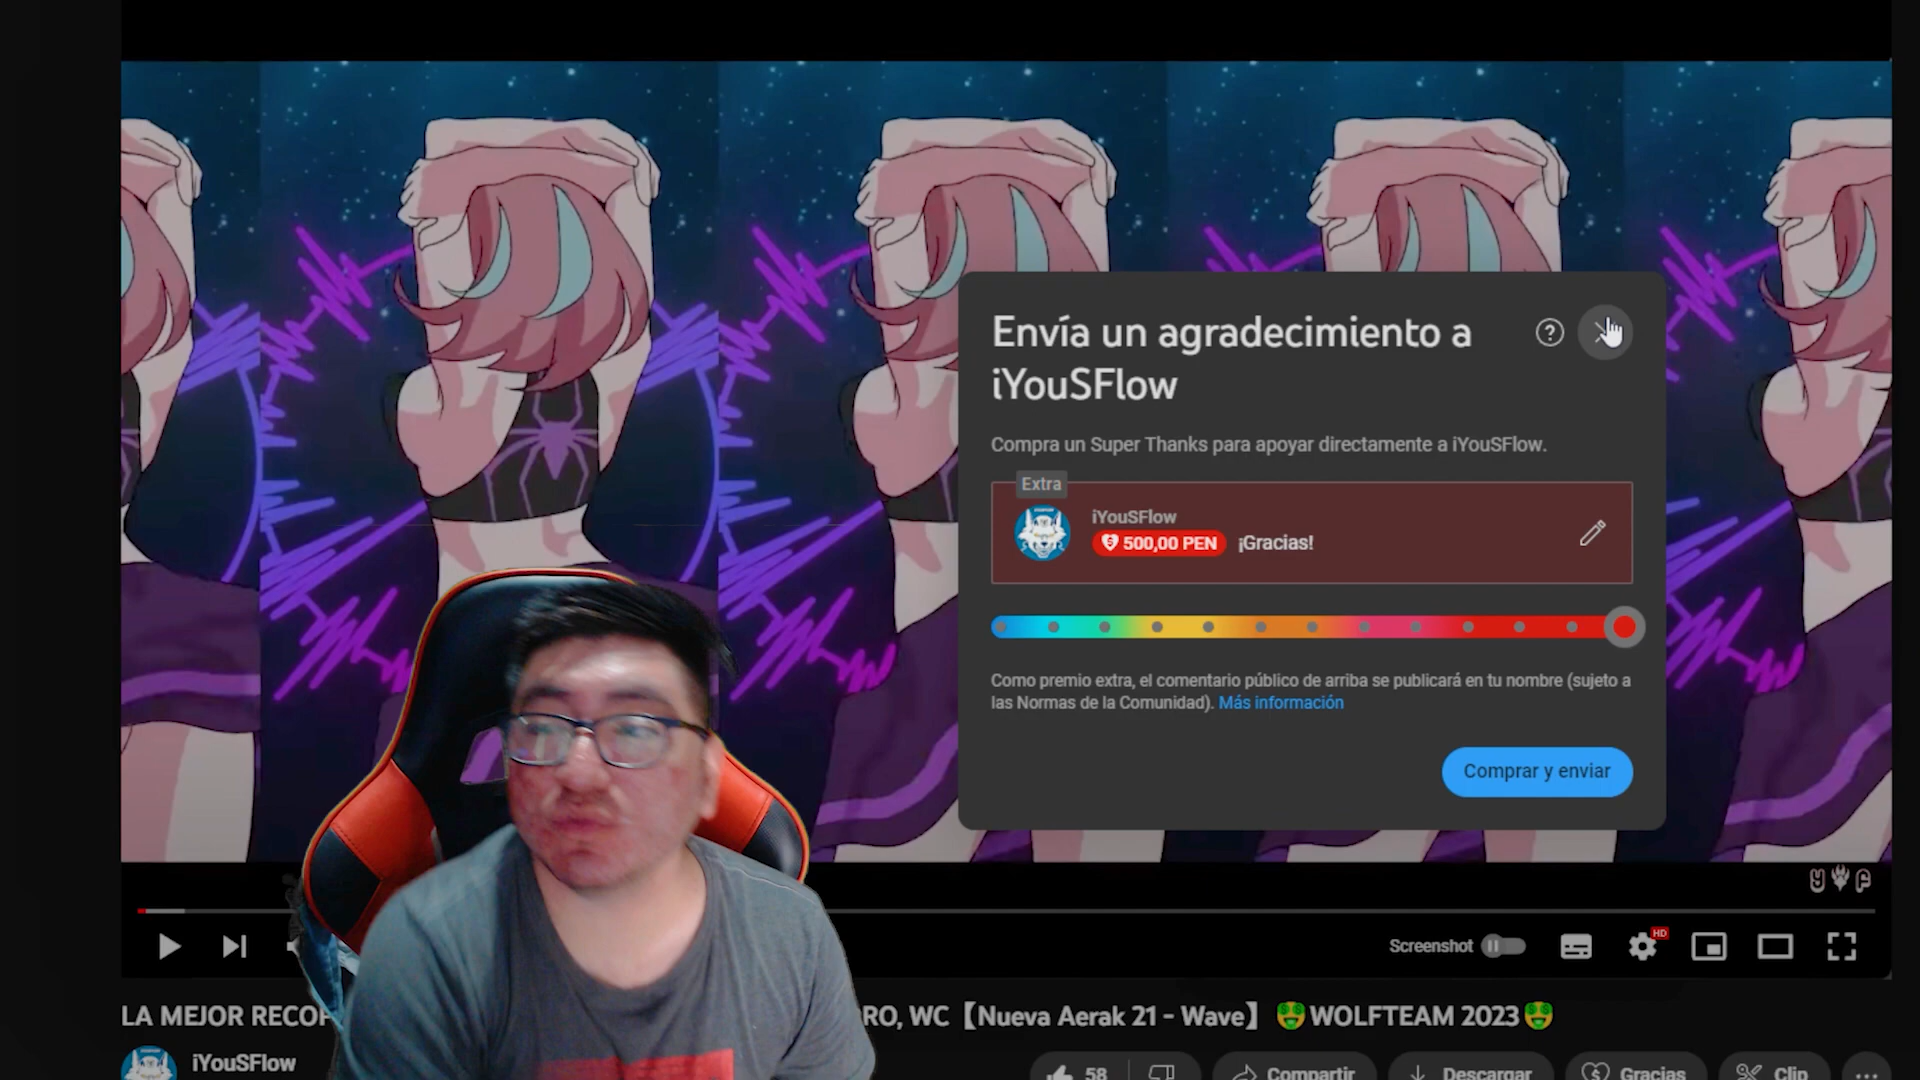 Envía un agradecimiento a
iYouSFlow
Compra un Super Thanks para apoyar directamente a iYouSFlow.
Extra
iYouSFlow
500,00 PEN ¡Gracias!
Como premio extra, el comentario público de arriba se publicará en tu nombre (sujeto a
las Normas de la Comunidad). Más información
Comprar y enviar
Screenshot
HD
LA MEJOR RECOP RO, WC【Nueva Aerak 21 - Wave】 🤑WOLFTEAM 2023🤑
iYouSFlow
58 Compartir Descargar Gracias Clip